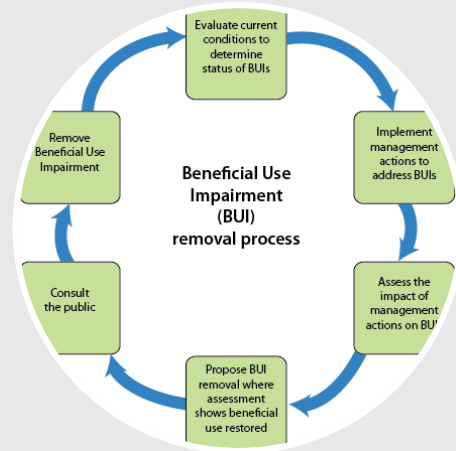 Evaluate current
conditions to
determine
status of BUIs
Implement
management
actions to
address BUIs
Assess the
impact of
management
actions on BUI
Propose BUI
removal where
assessment
shows beneficial
use restored
Consult
the public
Remove
Beneficial Use
Impairment
Beneficial Use
Impairment
(BUI)
removal process